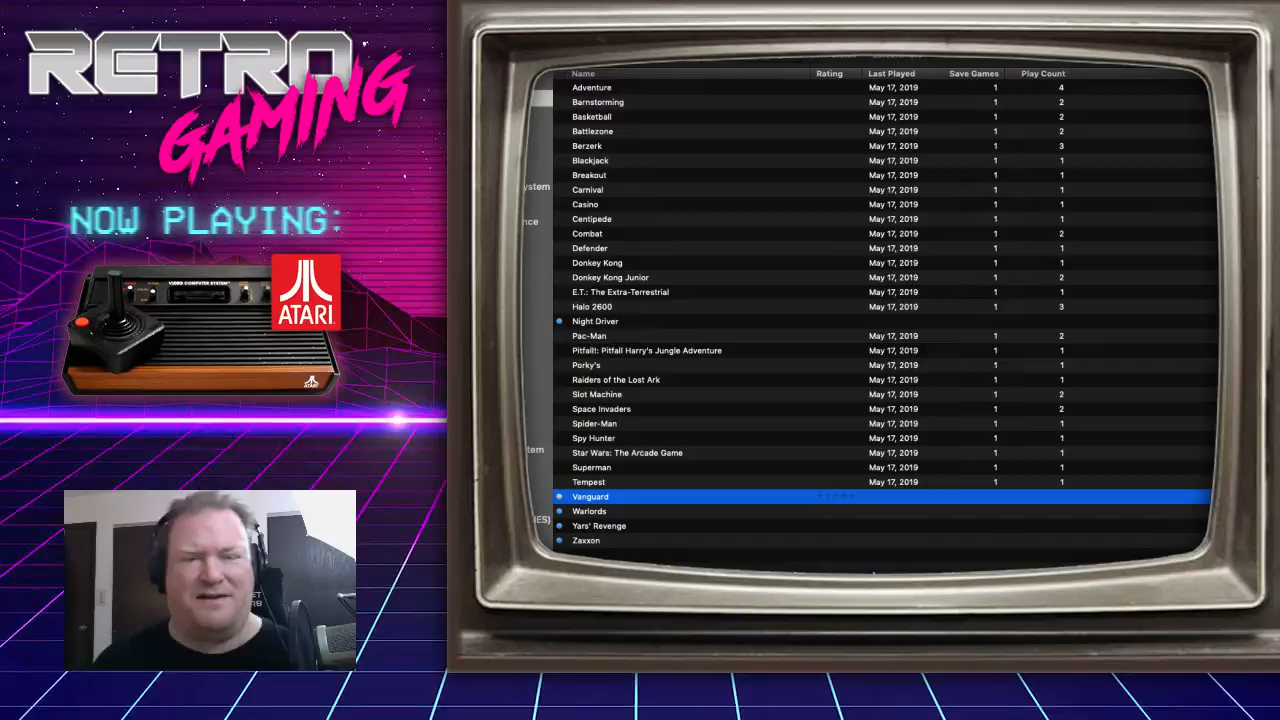 RETRO
GAMING
NOW PLAYING:
VIDEO COMPUTER SYSTEM
ATARI
Name Rating Last Played Save Games Play Count
Adventure May 17, 2019 1 4
Barnstorming May 17, 2019 1 2
Basketball May 17, 2019 1 2
Battlezone May 17, 2019 1 2
Berzerk May 17, 2019 1 3
Blackjack May 17, 2019 1 1
Breakout May 17, 2019 1 1
Carnival May 17, 2019 1 1
ystem
Casino May 17, 2019 1 1
nce
Centipede May 17, 2019 1 1
Combat May 17, 2019 1 2
Defender May 17, 2019 1 1
Donkey Kong May 17, 2019 1 1
Donkey Kong Junior May 17, 2019 1 2
E.T.: The Extra-Terrestrial May 17, 2019 1 1
Halo 2600 May 17, 2019 1 3
Night Driver
Pac-Man May 17, 2019 1 2
Pitfall!: Pitfall Harry's Jungle Adventure May 17, 2019 1 1
Porky's May 17, 2019 1 1
Raiders of the Lost Ark May 17, 2019 1 1
Slot Machine May 17, 2019 1 2
Space Invaders May 17, 2019 1 2
Spider-Man May 17, 2019 1 1
Spy Hunter May 17, 2019 1 1
tem
Star Wars: The Arcade Game May 17, 2019 1 1
Superman May 17, 2019 1 1
Tempest May 17, 2019 1 1
Vanguard
Warlords
IES)
Yars' Revenge
Zaxxon